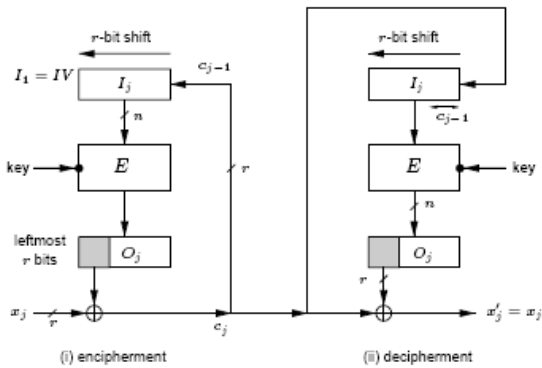 r-bit shift
I₁ = IV
Iⱼ
cⱼ₋₁
n
key
E
r
leftmost
r bits
Oⱼ
xⱼ
r
cⱼ
(i) encipherment
r-bit shift
Iⱼ
cⱼ₋₁
E
key
n
Oⱼ
r
x′ⱼ = xⱼ
(ii) decipherment